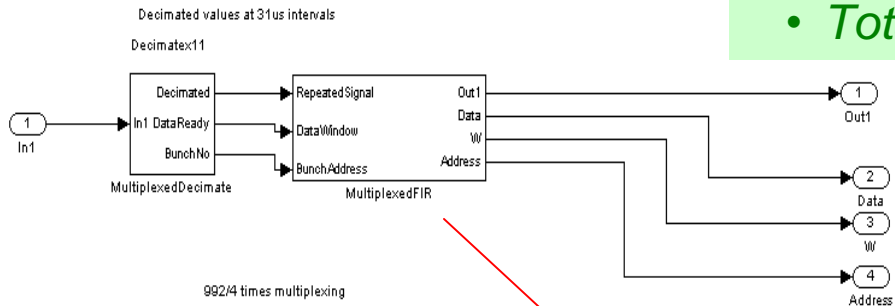 Decimated values at 31us intervals
• Tot
Decimatex11
1
In1
In1
Decimated
DataReady
BunchNo
MultiplexedDecimate
RepeatedSignal
DataWindow
BunchAddress
Out1
Data
W
Address
MultiplexedFIR
1
Out1
2
Data
3
W
4
Address
992/4 times multiplexing